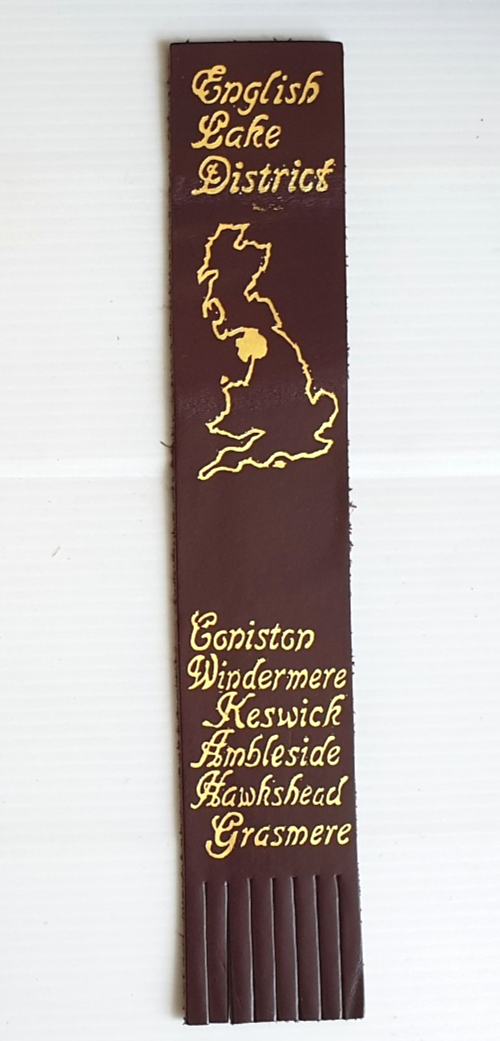 English
Lake
District
Coniston
Windermere
Keswick
Ambleside
Hawkshead
Grasmere